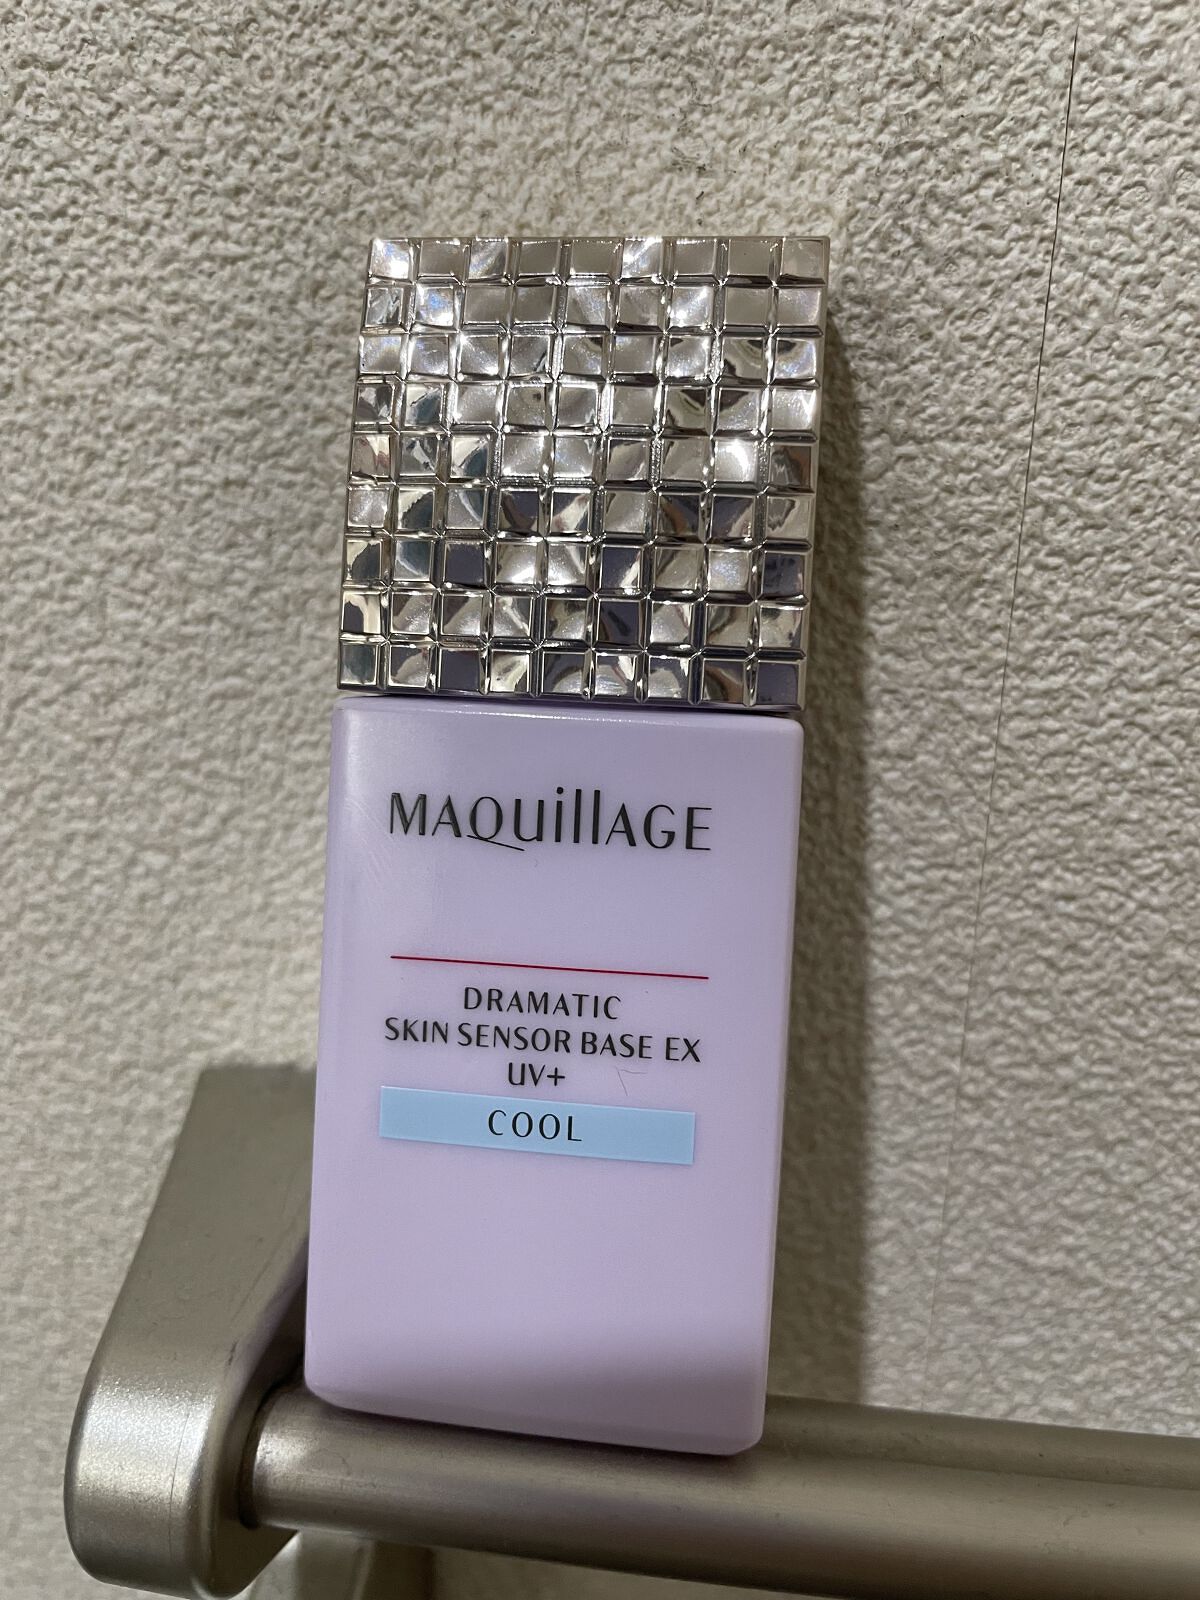 MAQuillAGE
DRAMATIC
SKIN SENSOR BASE EX
UV+
COOL